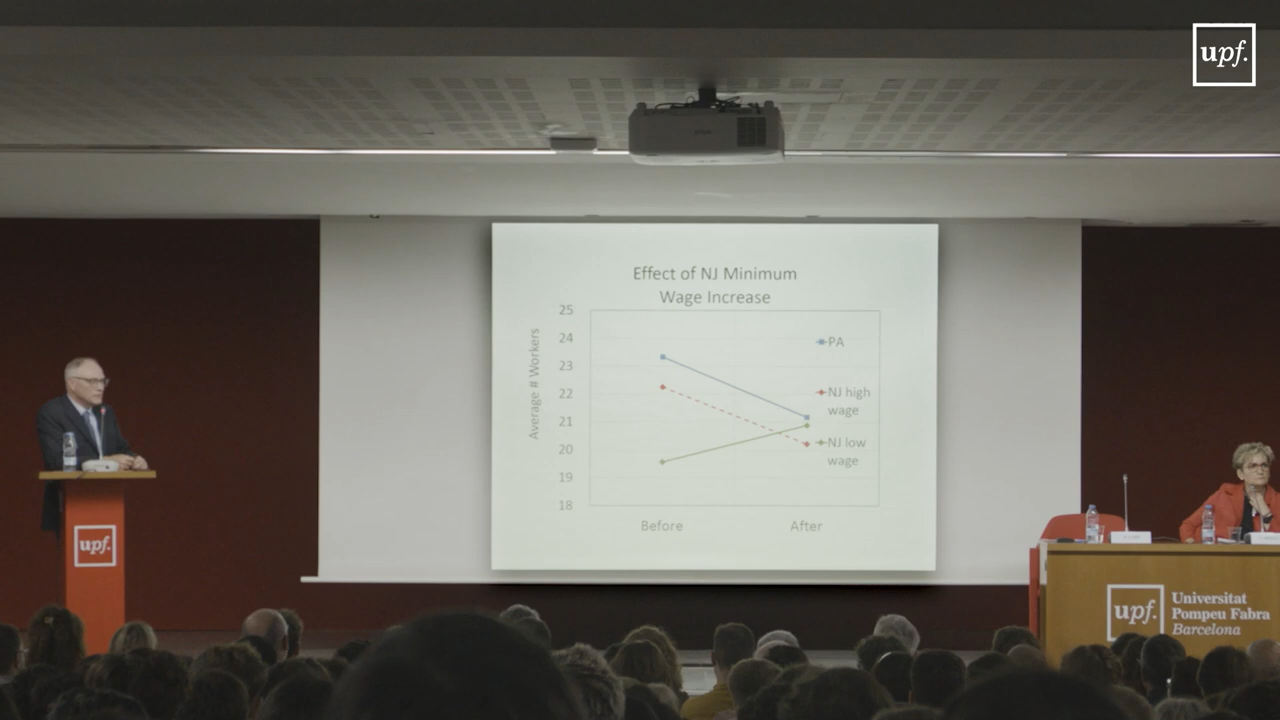 upf.
Effect of NJ Minimum
Wage Increase
25
24
23
22
21
20
19
18
Average # Workers
PA
NJ high
wage
NJ low
wage
Before
After
upf.
upf.
Universitat
Pompeu Fabra
Barcelona